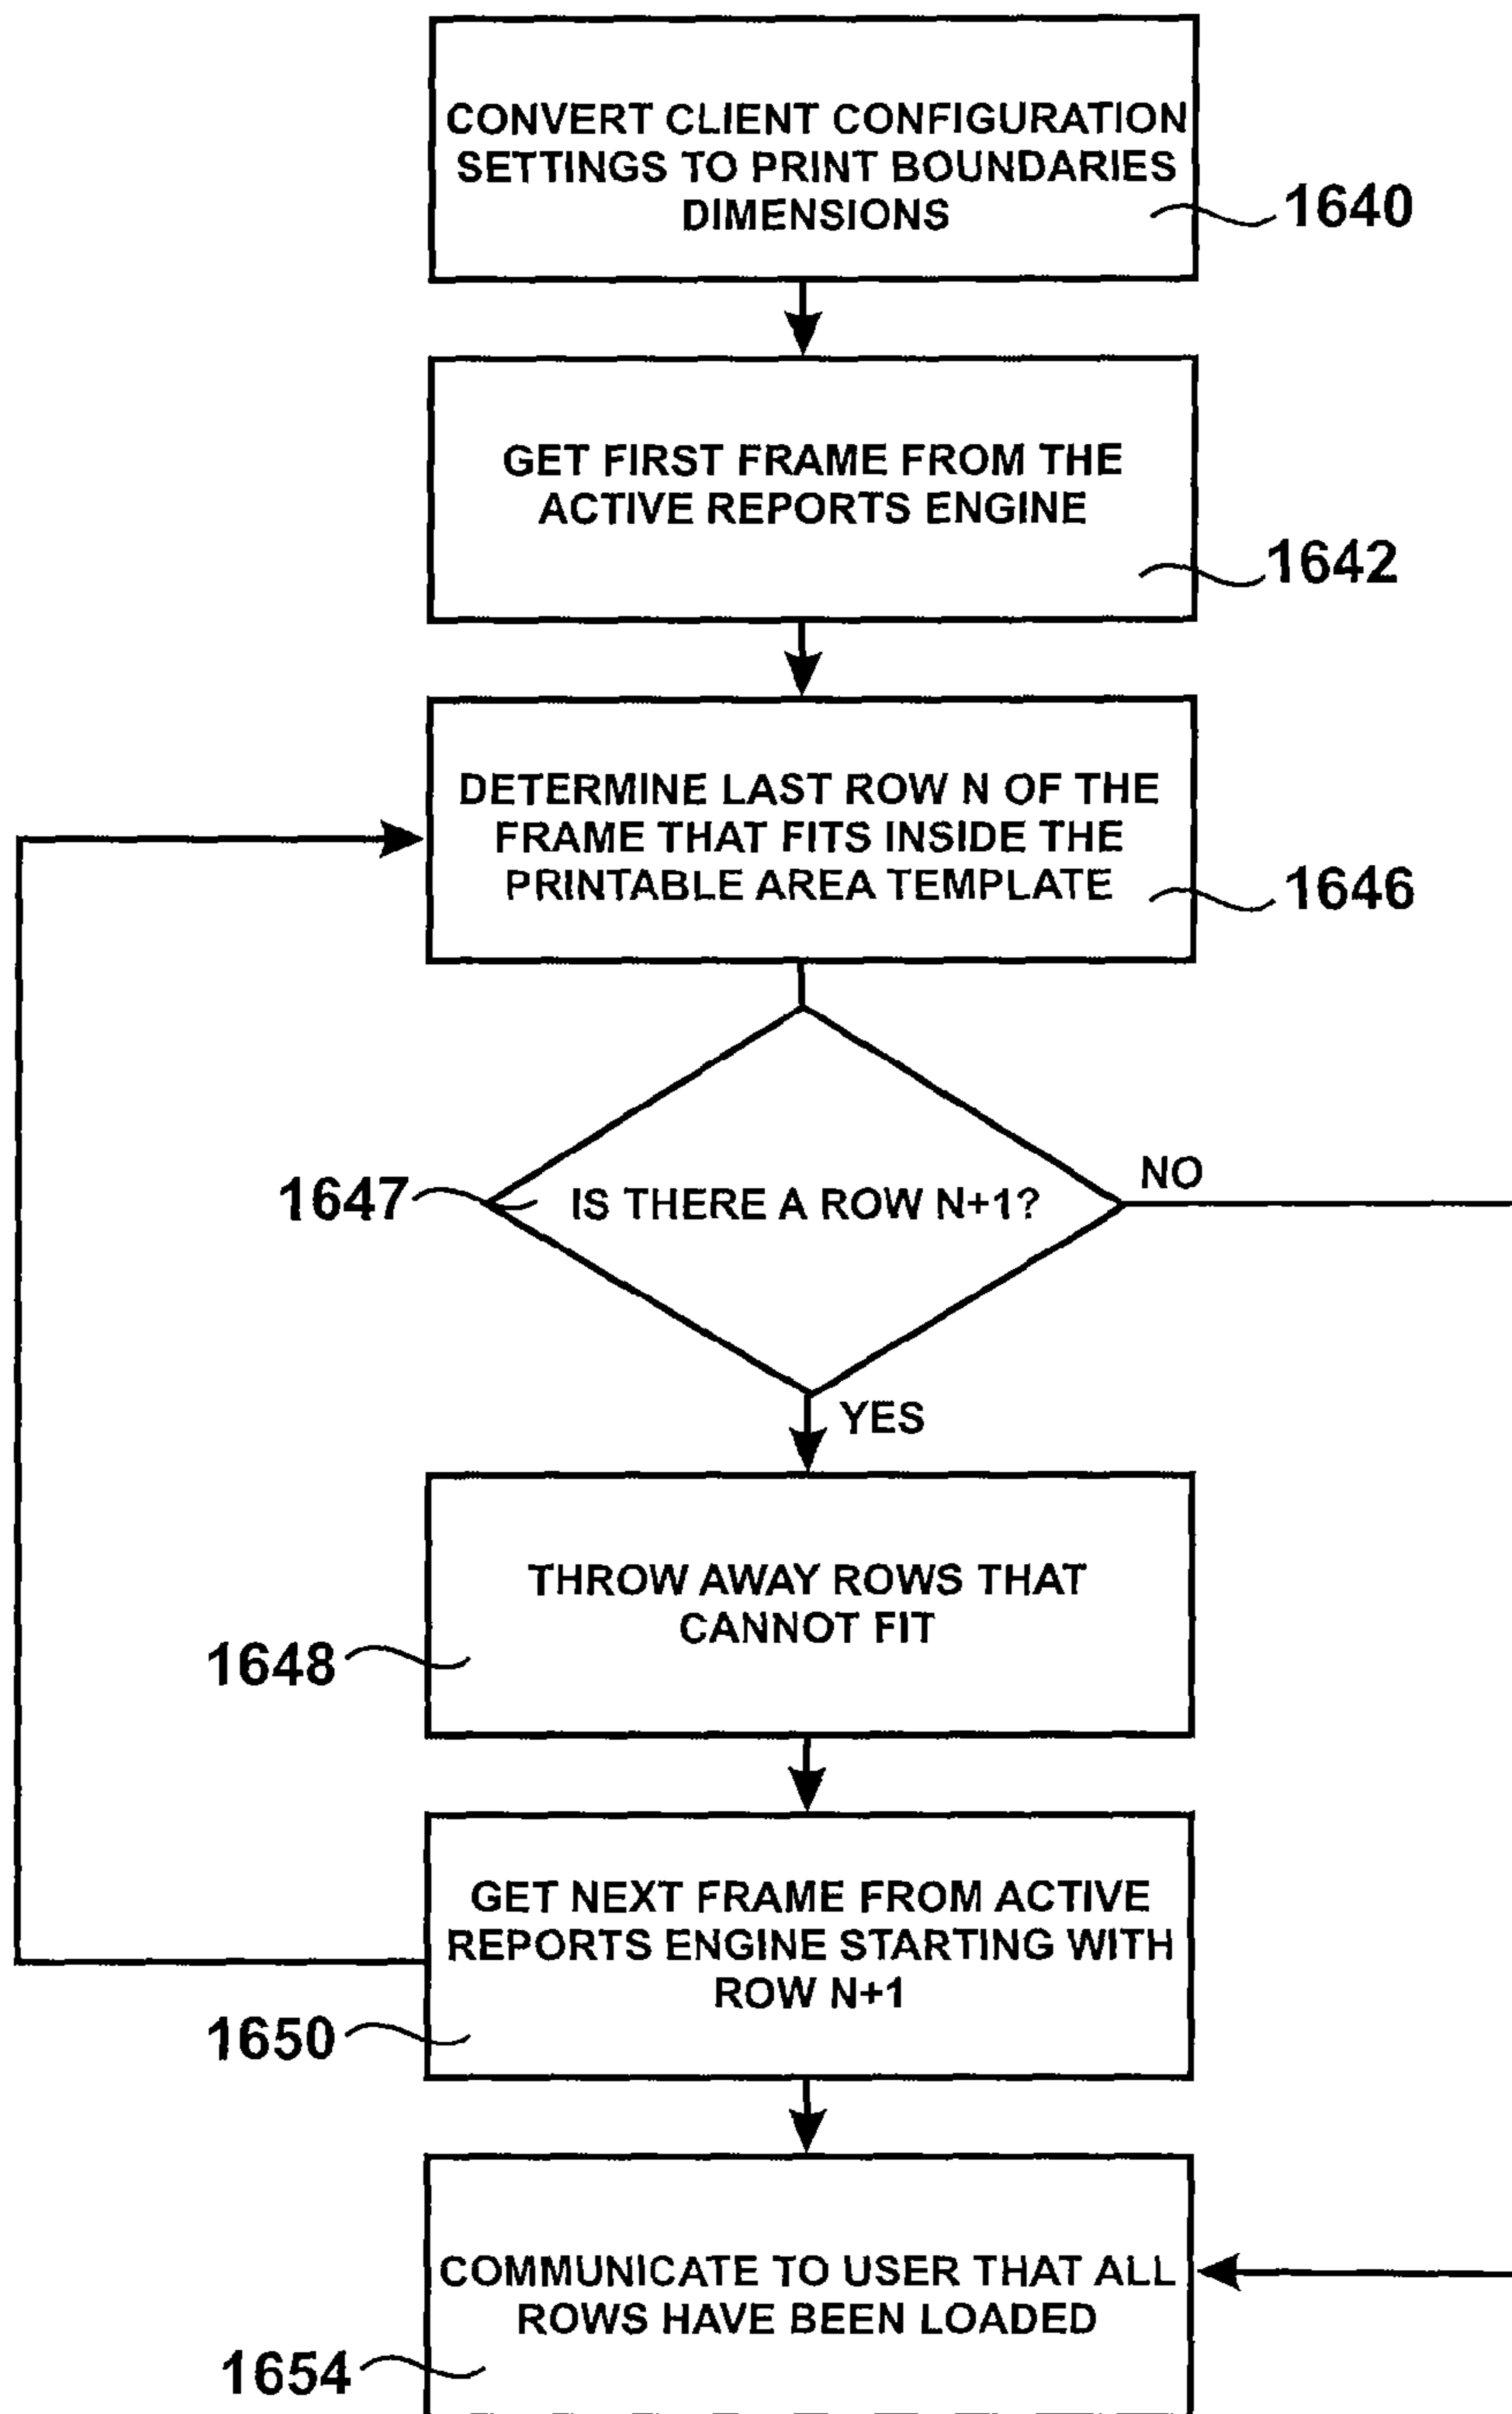 CONVERT CLIENT CONFIGURATION
SETTINGS TO PRINT BOUNDARIES
DIMENSIONS
1640
GET FIRST FRAME FROM THE
ACTIVE REPORTS ENGINE
1642
DETERMINE LAST ROW N OF THE
FRAME THAT FITS INSIDE THE
PRINTABLE AREA TEMPLATE
1646
1647
IS THERE A ROW N+1?
NO
YES
THROW AWAY ROWS THAT
CANNOT FIT
1648
GET NEXT FRAME FROM ACTIVE
REPORTS ENGINE STARTING WITH
ROW N+1
1650
COMMUNICATE TO USER THAT ALL
ROWS HAVE BEEN LOADED
1654